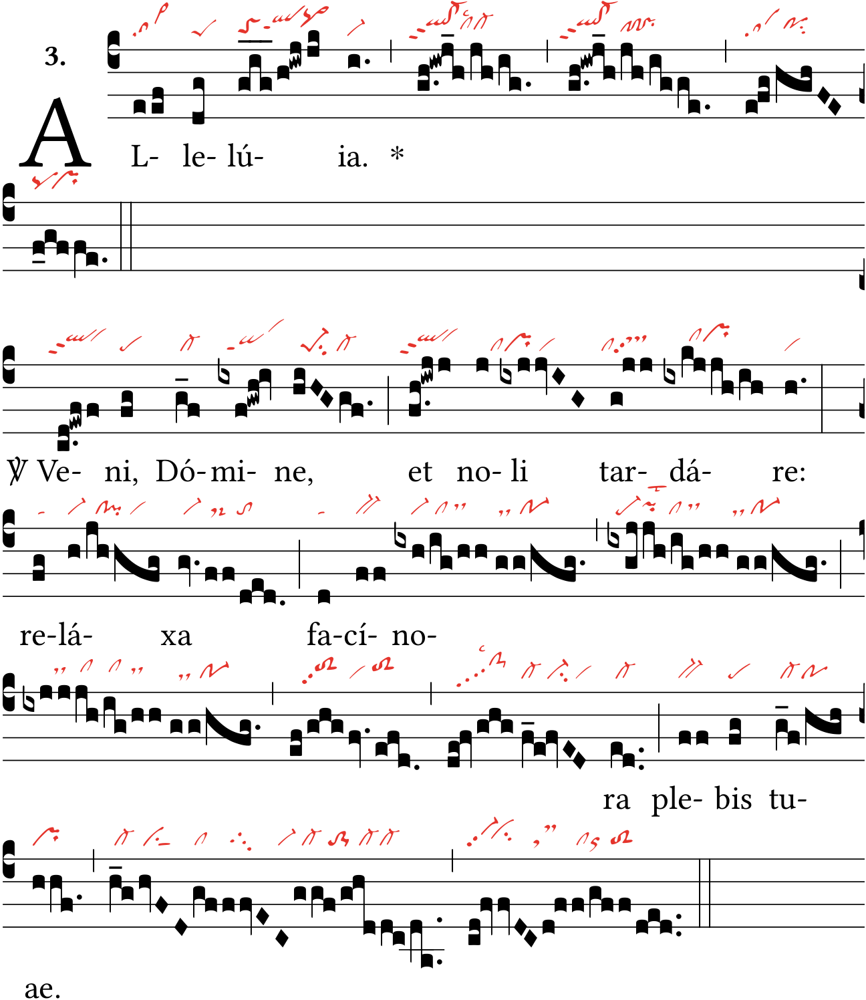 3.
AL- le- lú- ia. *
℣ Ve- ni, Dó- mi- ne, et no- li tar- dá- re:
re- lá- xa fa- cí- no-
ra ple- bis tu-
ae.